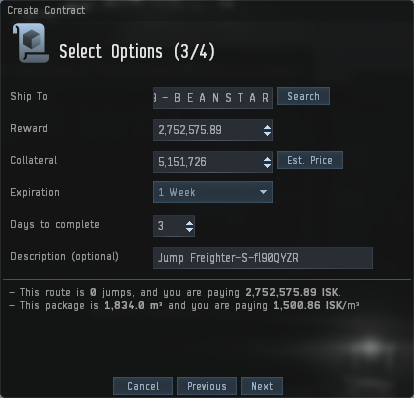 Create Contract
Select Options (3/4)
Ship To - B E A N S T A R Search
Reward 2,752,575.89
Collateral 5,151,726 Est. Price
Expiration 1 Week
Days to complete 3
Description (optional) Jump Freighter-S-fl90QYZR
- This route is 0 jumps, and you are paying 2,752,575.89 ISK.
- This package is 1,834.0 m³ and you are paying 1,500.86 ISK/m³
Cancel Previous Next